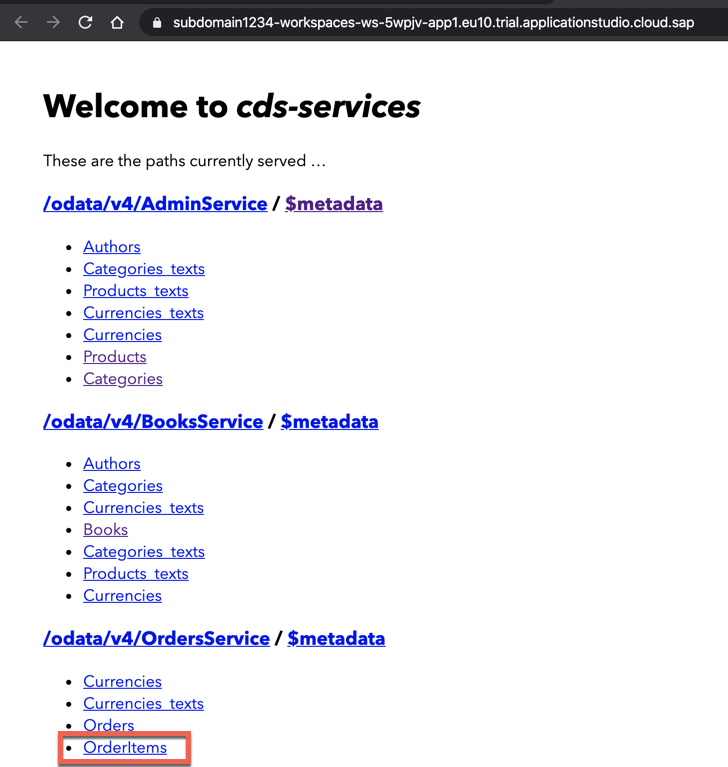 subdomain1234-workspaces-ws-5wpjv-app1.eu10.trial.applicationstudio.cloud.sap
Welcome to cds-services
These are the paths currently served …
/odata/v4/AdminService / $metadata
• Authors
• Categories_texts
• Products_texts
• Currencies_texts
• Currencies
• Products
• Categories
/odata/v4/BooksService / $metadata
• Authors
• Categories
• Currencies_texts
• Books
• Categories_texts
• Products_texts
• Currencies
/odata/v4/OrdersService / $metadata
• Currencies
• Currencies_texts
• Orders
• OrderItems